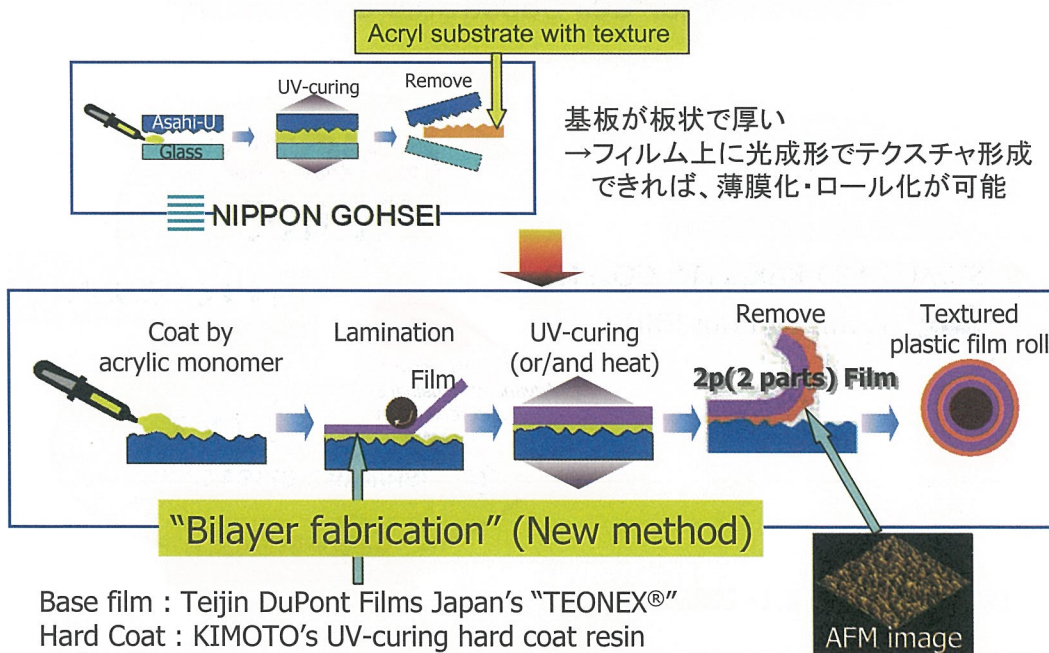 Acryl substrate with texture
UV-curing
Remove
Asahi-U
Glass
NIPPON GOHSEI
基板が板状で厚い
→フィルム上に光成形でテクスチャ形成
できれば、薄膜化・ロール化が可能
Coat by
acrylic monomer
Lamination
Film
UV-curing
(or/and heat)
Remove
2p(2 parts) Film
Textured
plastic film roll
“Bilayer fabrication” (New method)
Base film : Teijin DuPont Films Japan's “TEONEX®”
Hard Coat : KIMOTO's UV-curing hard coat resin
AFM image